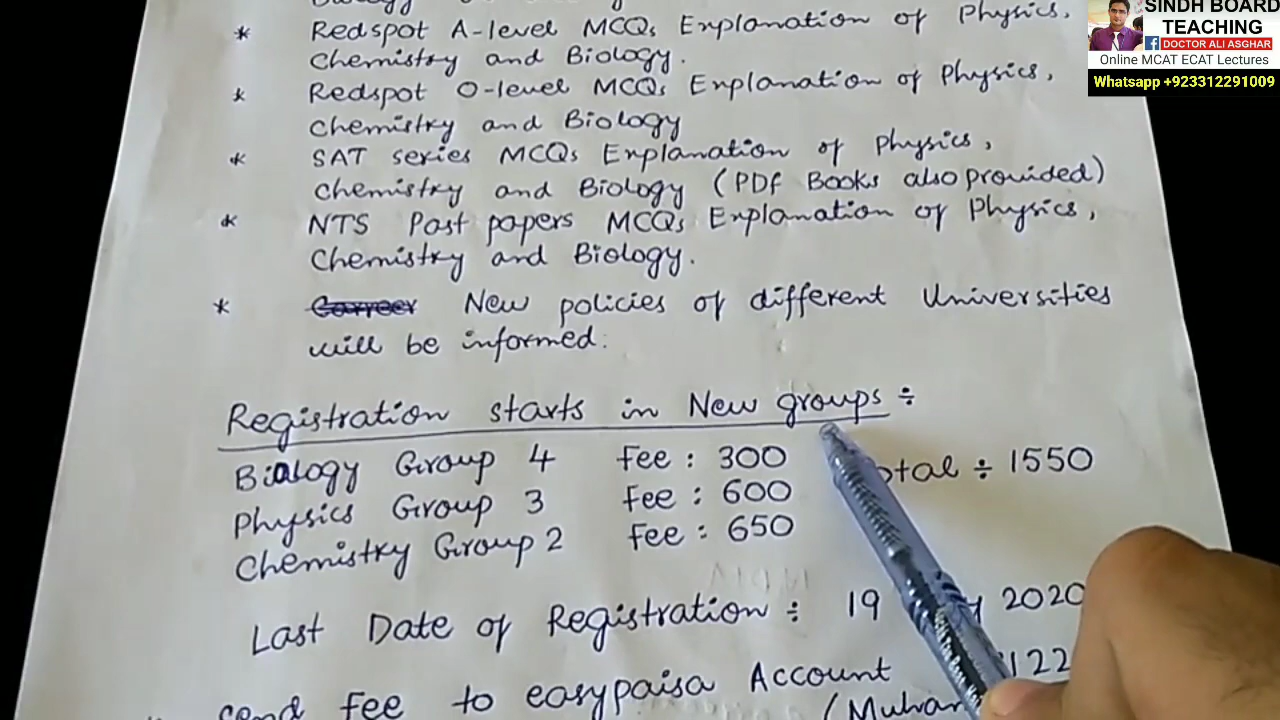 * Redspot A-level MCQs Explanation of Physics,
Chemistry and Biology.
* Redspot O-level MCQs Explanation of Physics,
Chemistry and Biology
* SAT series MCQs Explanation of Physics,
Chemistry and Biology (PDF Books also provided)
* NTS Past papers MCQs Explanation of Physics,
Chemistry and Biology.
* New policies of different Universities
will be informed.
Registration starts in New groups ÷
Biology Group 4 Fee : 300
Physics Group 3 Fee : 600 Total ÷ 1550
Chemistry Group 2 Fee : 650
Last Date of Registration ÷ 19 2020
send Fee to easypaisa Account 122
SINDH BOARD
TEACHING
DOCTOR ALI ASGHAR
Online MCAT ECAT Lectures
Whatsapp +923312291009